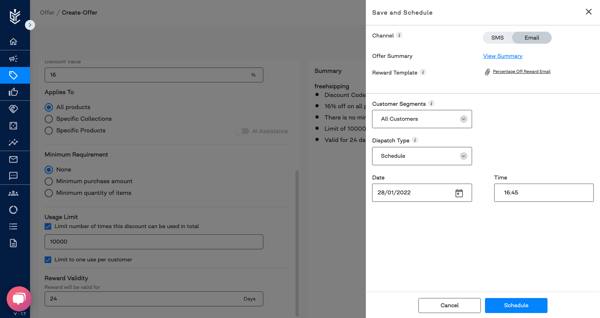 Offer / Create Offer
Discount Value
16 %
Applies To
All products
Specific Collections
Specific Products
AI Assistance
Minimum Requirement
None
Minimum purchase amount
Minimum quantity of items
Usage Limit
Limit number of times this discount can be used in total
10000
Limit to one use per customer
Reward Validity
Reward will be valid for
24 Days
Summary
freeshipping
Discount Code
16% off on all p
There is no mi
Limit of 10000
Valid for 24 da
Save and Schedule
Channel i
SMS Email
Offer Summary View Summary
Reward Template i Percentage Off Reward Email
Customer Segments i
All Customers
Dispatch Type i
Schedule
Date Time
28/01/2022 16:45
Cancel Schedule